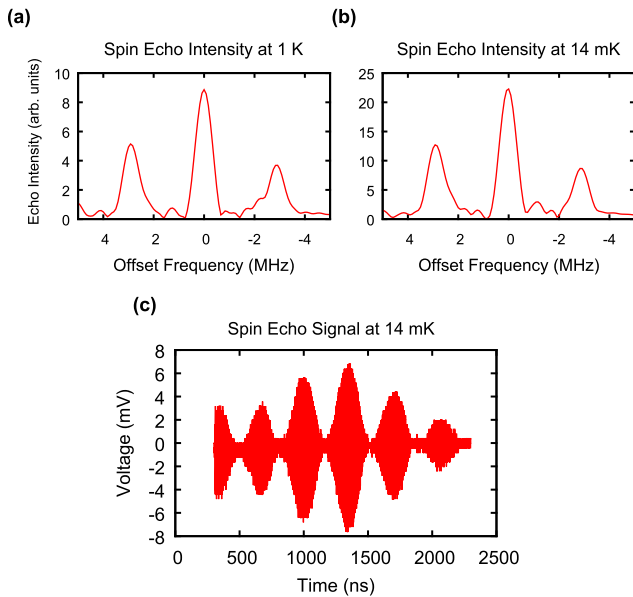 (a)
Spin Echo Intensity at 1 K
Echo Intensity (arb. units)
10
8
6
4
2
0
4 2 0 -2 -4
Offset Frequency (MHz)
(b)
Spin Echo Intensity at 14 mK
25
20
15
10
5
0
4 2 0 -2 -4
Offset Frequency (MHz)
(c)
Spin Echo Signal at 14 mK
Voltage (mV)
8
6
4
2
0
-2
-4
-6
-8
0 500 1000 1500 2000 2500
Time (ns)